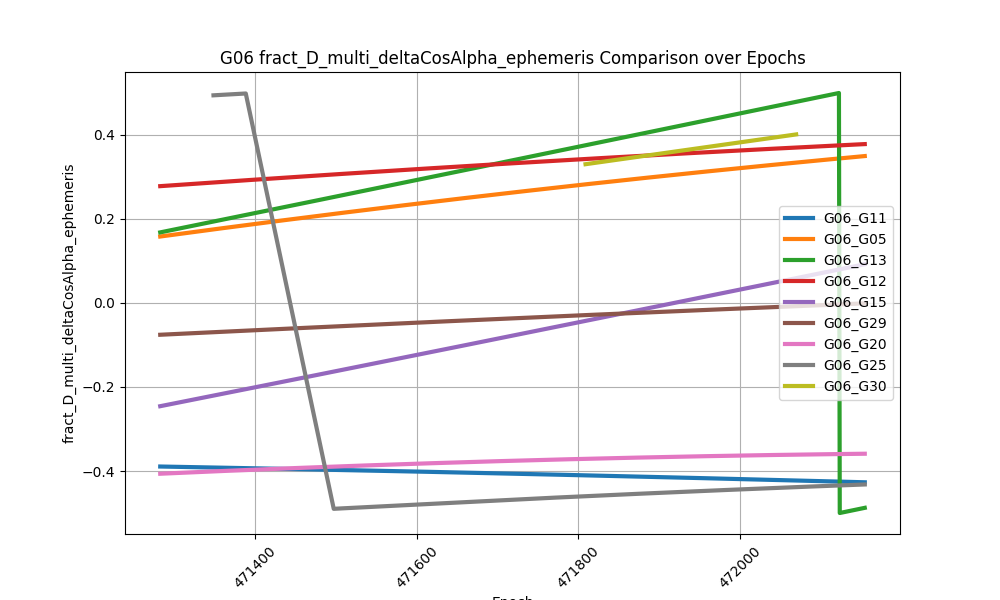 G06 fract_D_multi_deltaCosAlpha_ephemeris Comparison over Epochs
fract_D_multi_deltaCosAlpha_ephemeris
0.4
0.2
0.0
−0.2
−0.4
G06_G11
G06_G05
G06_G13
G06_G12
G06_G15
G06_G29
G06_G20
G06_G25
G06_G30
471400
471600
471800
472000
Epoch